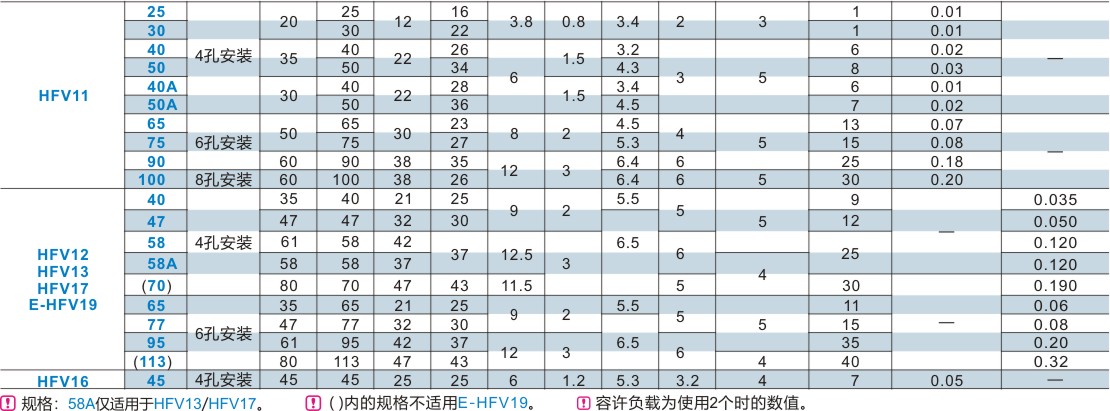 25 20 25 12 16 3.8 0.8 3.4 2 3 1 0.01
30 30 22 1 0.01
40 4孔安装 35 40 22 26 6 1.5 3.2 3 5 6 0.02 —
50 50 34 4.3 8 0.03
HFV11 40A 30 40 22 28 1.5 3.4 6 0.01
50A 50 36 4.5 7 0.02
65 50 65 30 23 8 2 4.5 4 5 13 0.07 —
75 6孔安装 75 27 5.3 15 0.08
90 60 90 38 35 12 3 6.4 6 25 0.18
100 8孔安装 60 100 38 26 6.4 6 5 30 0.20
40 35 40 21 25 9 2 5.5 5 5 9 — 0.035
47 47 47 32 30 12 0.050
HFV12 58 4孔安装 61 58 42 37 12.5 3 6.5 6 4 25 0.120
HFV13 58A 58 58 37 0.120
HFV17 (70) 80 70 47 43 11.5 5 30 0.190
E-HFV19 65 6孔安装 35 65 21 25 9 2 5.5 5 5 11 — 0.06
77 47 77 32 30 15 0.08
95 61 95 42 37 12 3 6.5 6 35 0.20
(113) 80 113 47 43 4 40 0.32
HFV16 45 4孔安装 45 45 25 25 6 1.2 5.3 3.2 4 7 0.05 —
! 规格：58A仅适用于HFV13/HFV17。 ! ( )内的规格不适用E-HFV19。 ! 容许负载为使用2个时的数值。